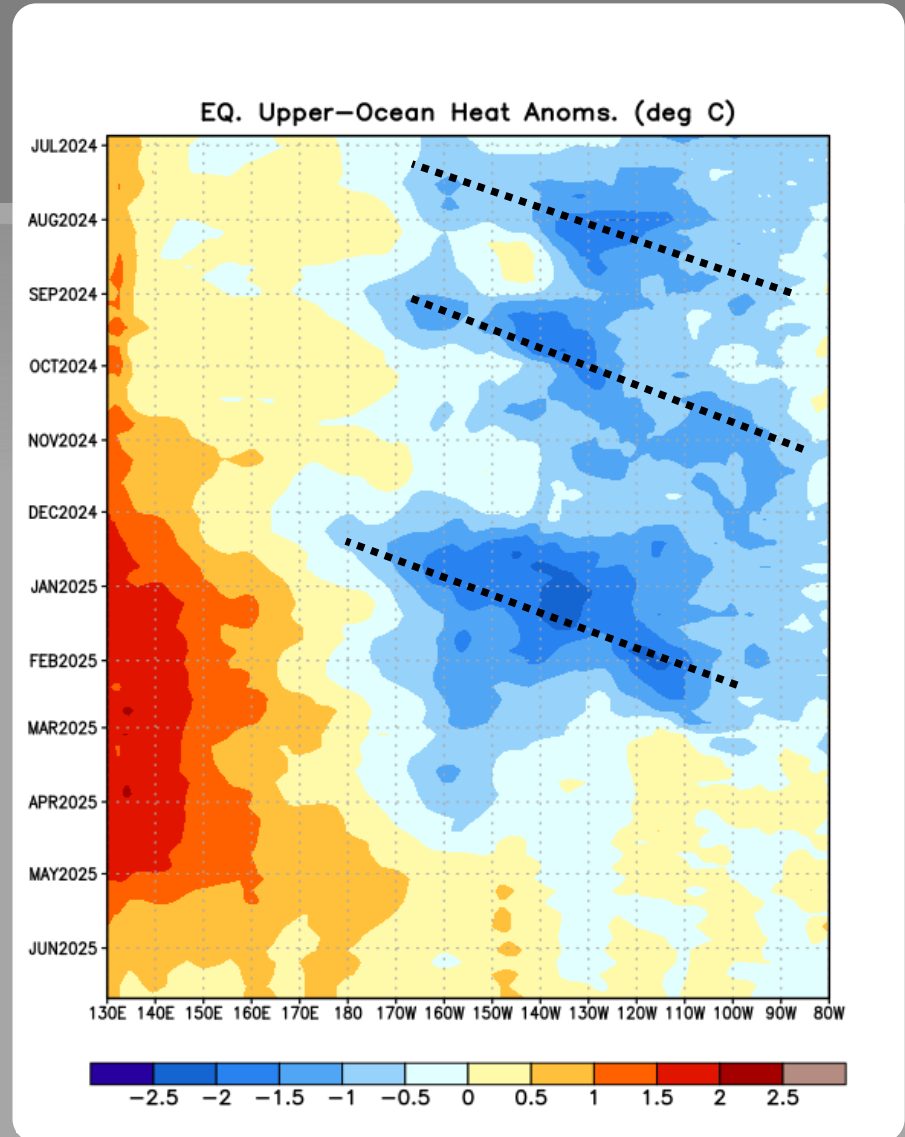 EQ. Upper-Ocean Heat Anoms. (deg C)
JUL2024
AUG2024
SEP2024
OCT2024
NOV2024
DEC2024
JAN2025
FEB2025
MAR2025
APR2025
MAY2025
JUN2025
130E 140E 150E 160E 170E 180 170W 160W 150W 140W 130W 120W 110W 100W 90W 80W
-2.5 -2 -1.5 -1 -0.5 0 0.5 1 1.5 2 2.5